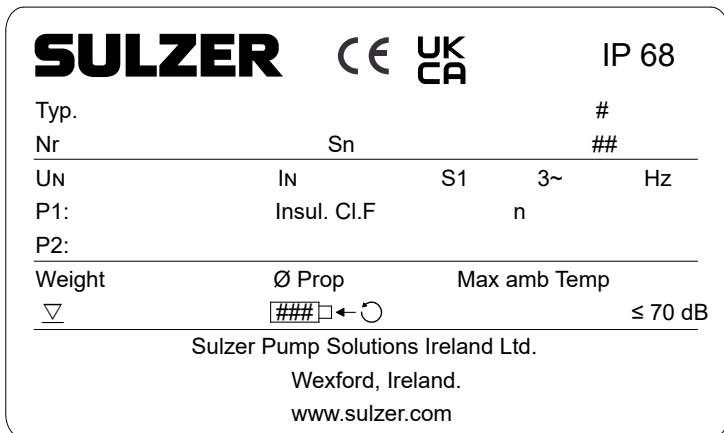 SULZER CE UK CA IP 68
Typ. #
Nr Sn ##
UN IN S1 3~ Hz
P1: Insul. Cl.F n
P2:
Weight Ø Prop Max amb Temp
### ≤ 70 dB
Sulzer Pump Solutions Ireland Ltd.
Wexford, Ireland.
www.sulzer.com